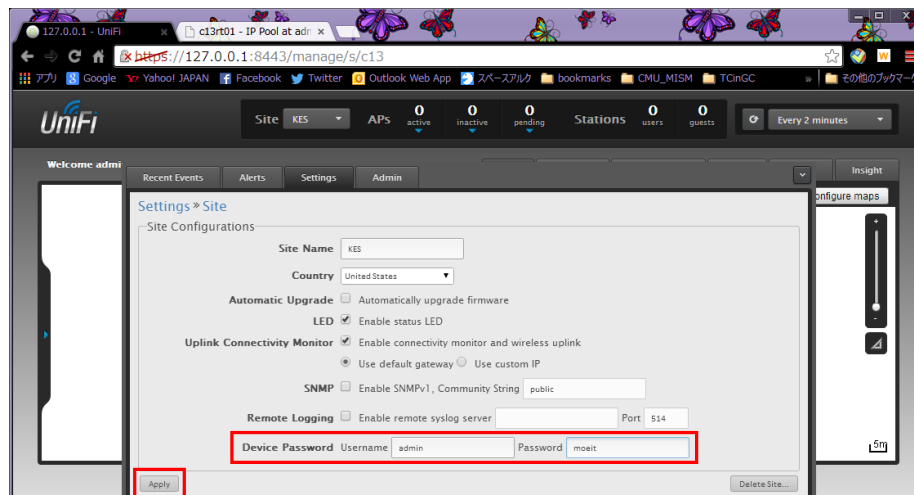 127.0.0.1 - UniFi
c13rt01 - IP Pool at adm
https://127.0.0.1:8443/manage/s/c13
アプリ Google Yahoo! JAPAN Facebook Twitter Outlook Web App スペースアルク bookmarks CMU_MISM TCinGC » その他のブックマーク
UniFi Site KES APs 0 active 0 inactive 0 pending Stations 0 users 0 guests Every 2 minutes
Welcome admi
Insight
Recent Events Alerts Settings Admin
onfigure maps
Settings » Site
Site Configurations
Site Name KES
Country United States
Automatic Upgrade Automatically upgrade firmware
LED Enable status LED
Uplink Connectivity Monitor Enable connectivity monitor and wireless uplink
Use default gateway Use custom IP
SNMP Enable SNMPv1, Community String public
Remote Logging Enable remote syslog server Port 514
Device Password Username admin Password moeit
5m
Apply Delete Site...